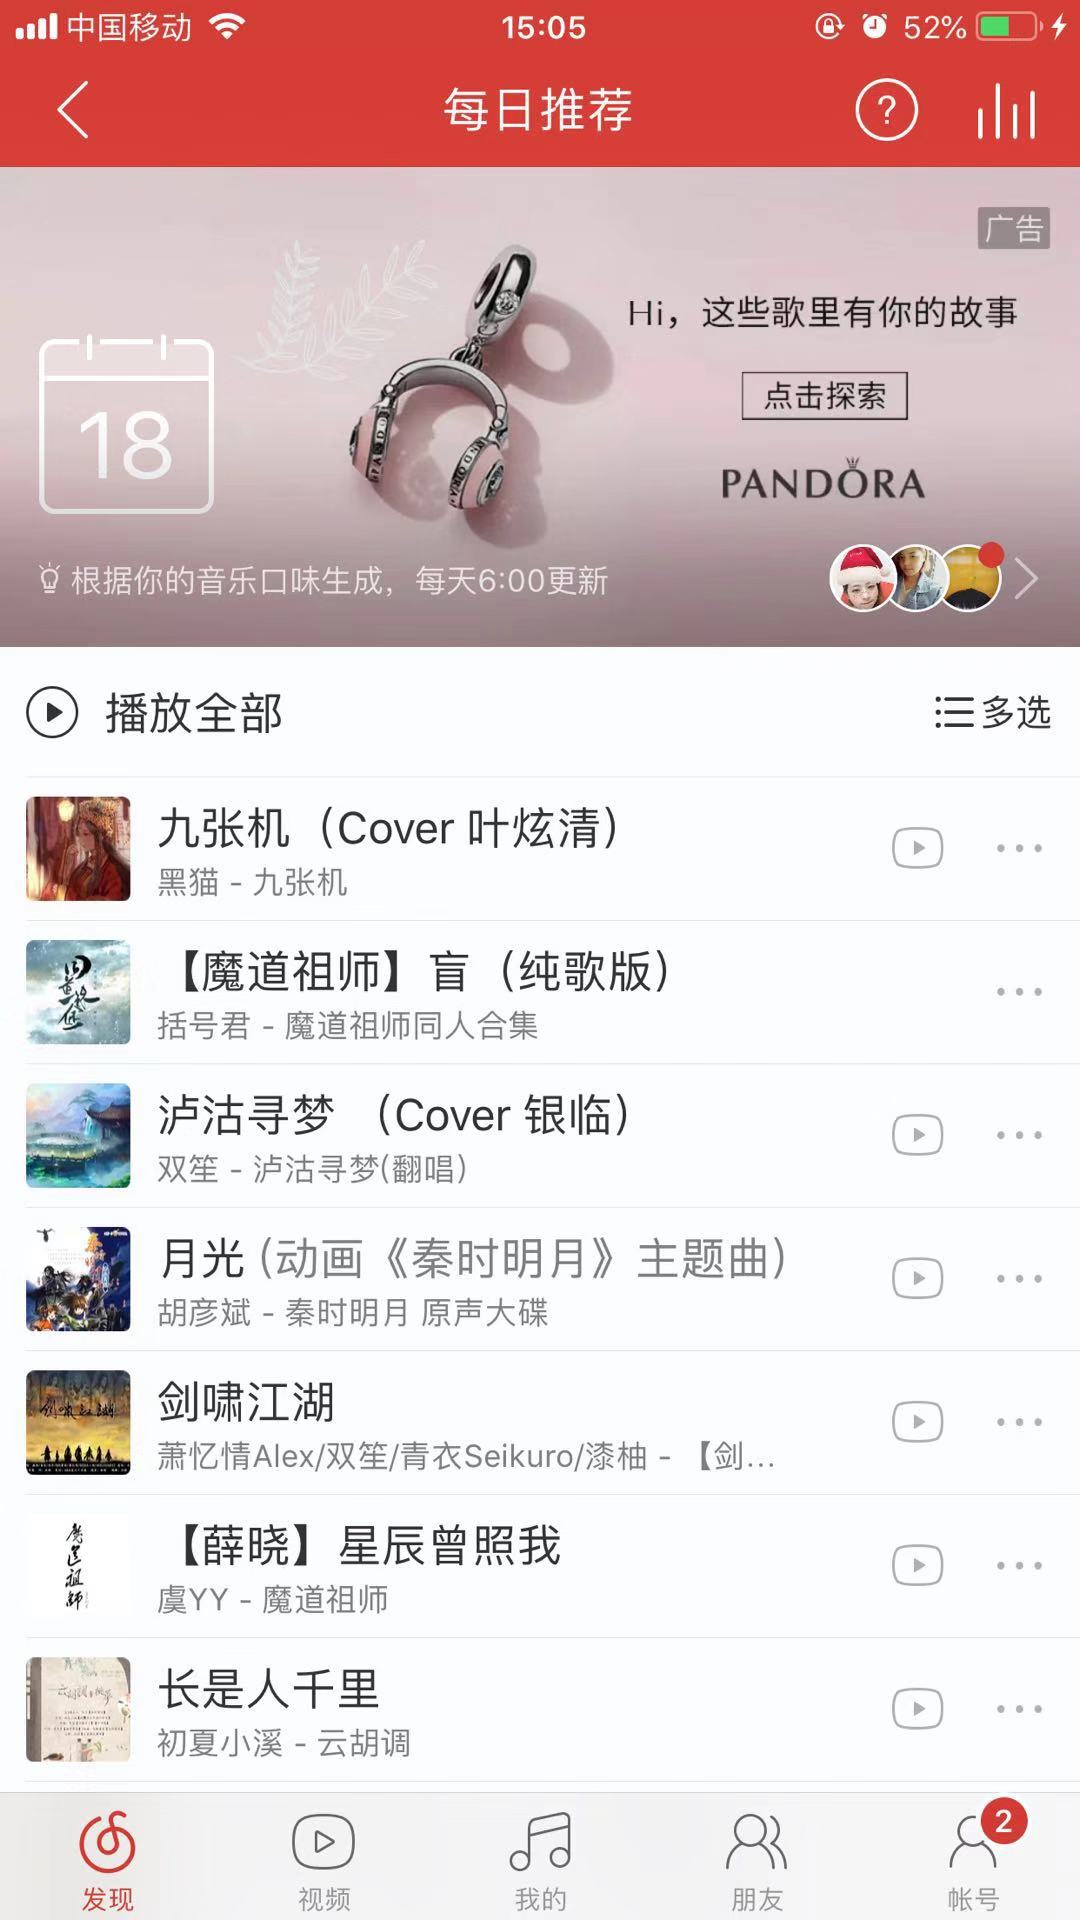 中国移动
15:05
52%
每日推荐
?
广告
Hi，这些歌里有你的故事
点击探索
PANDORA
18
根据你的音乐口味生成，每天6:00更新
播放全部
多选
九张机（Cover 叶炫清）
黑猫 - 九张机
【魔道祖师】盲（纯歌版）
括号君 - 魔道祖师同人合集
泸沽寻梦 （Cover 银临）
双笙 - 泸沽寻梦(翻唱)
月光 (动画《秦时明月》主题曲)
胡彦斌 - 秦时明月 原声大碟
剑啸江湖
萧忆情Alex/双笙/青衣Seikuro/漆柚 - 【剑...
【薛晓】星辰曾照我
虞YY - 魔道祖师
魔道祖師
长是人千里
初夏小溪 - 云胡调
发现
视频
我的
朋友
2
帐号